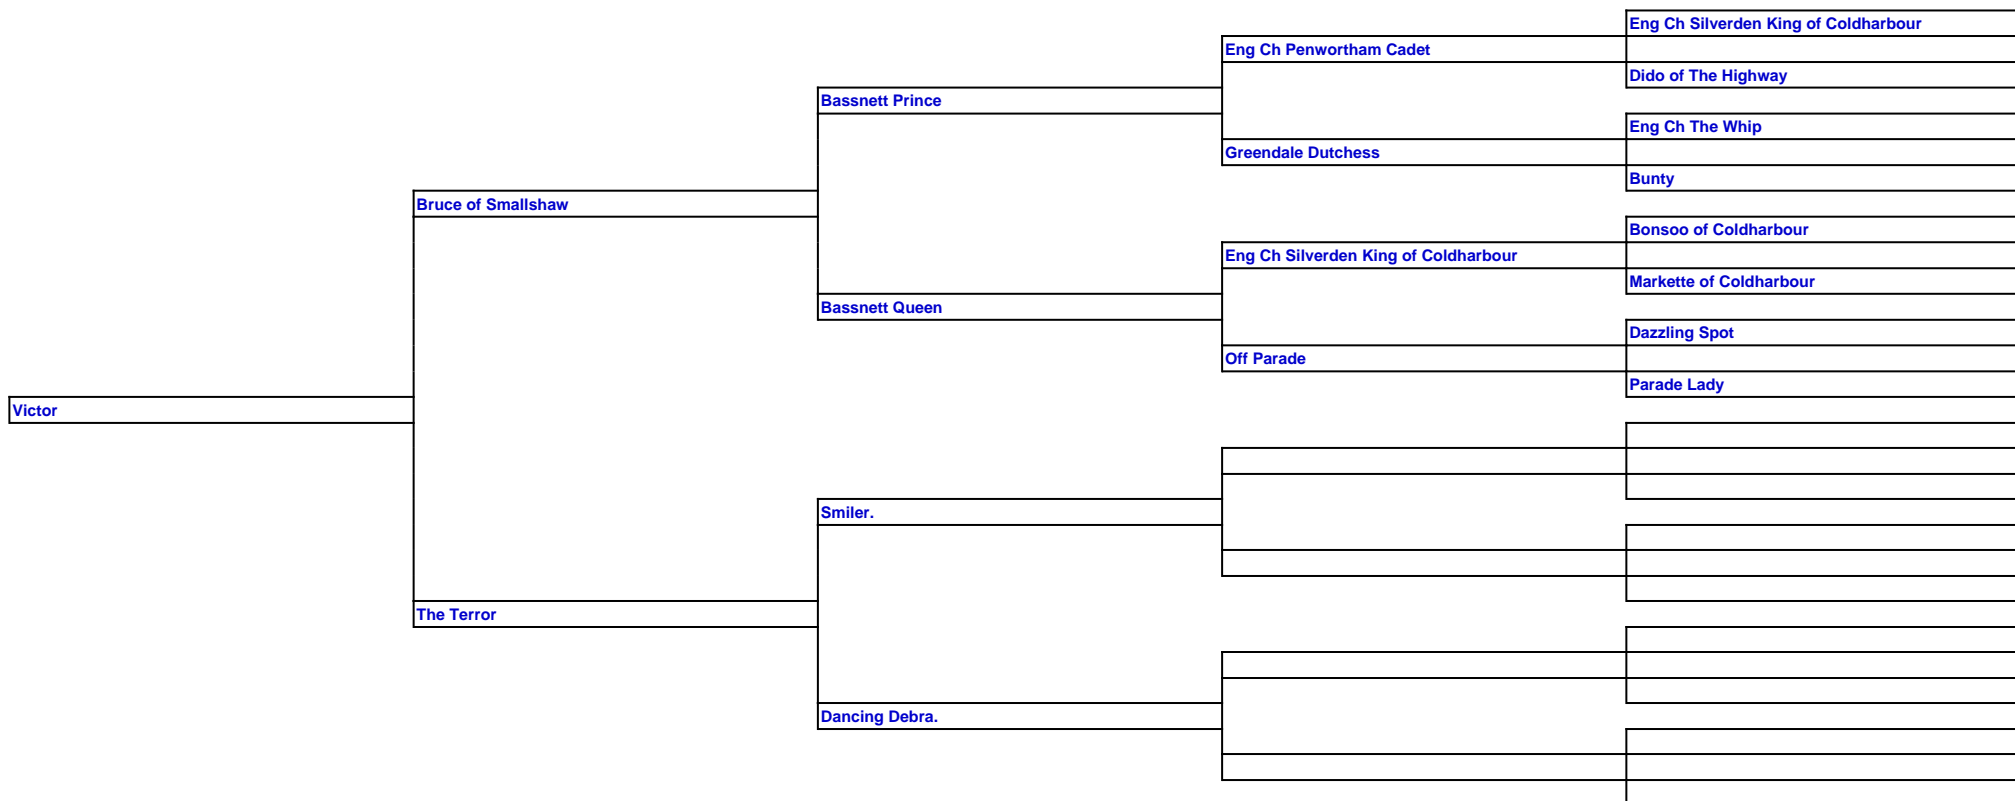 Eng Ch Silverden King of Coldharbour
Eng Ch Penwortham Cadet
Dido of The Highway
Bassnett Prince
Eng Ch The Whip
Greendale Dutchess
Bunty
Bruce of Smallshaw
Bonsoo of Coldharbour
Eng Ch Silverden King of Coldharbour
Markette of Coldharbour
Bassnett Queen
Dazzling Spot
Off Parade
Parade Lady
Victor
Smiler.
The Terror
Dancing Debra.